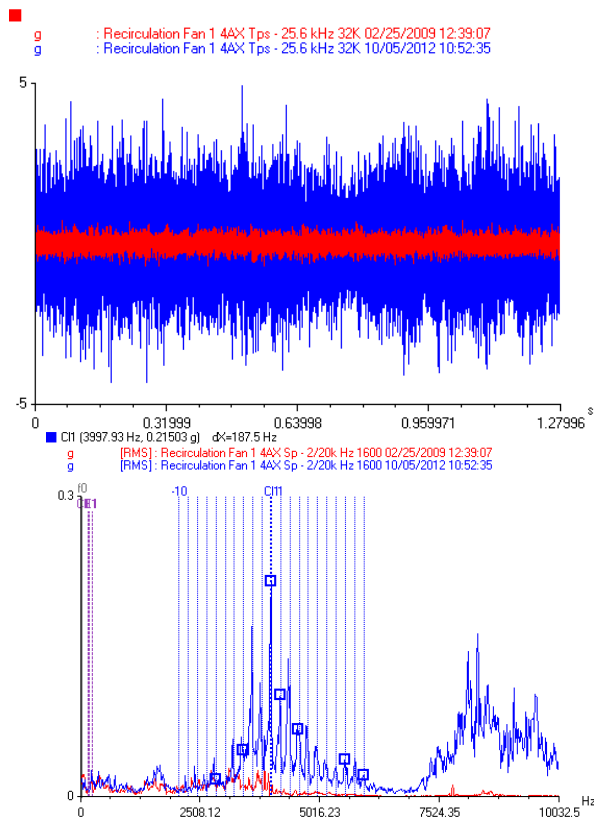 g : Recirculation Fan 1 4AX Tps - 25.6 kHz 32K 02/25/2009 12:39:07
g : Recirculation Fan 1 4AX Tps - 25.6 kHz 32K 10/05/2012 10:52:35
5
-5
0 0.31999 0.63998 0.959971 1.27996 s
Cl1 (3997.93 Hz, 0.21503 g) dX=187.5 Hz
g [RMS] : Recirculation Fan 1 4AX Sp - 2/20k Hz 1600 02/25/2009 12:39:07
g [RMS] : Recirculation Fan 1 4AX Sp - 2/20k Hz 1600 10/05/2012 10:52:35
f0
0.3 -10 Cl11
0
0 2508.12 5016.23 7524.35 10032.5 Hz